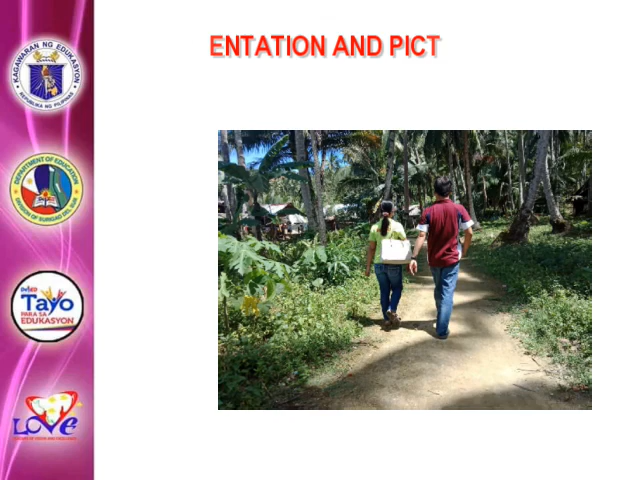 ENTATION AND PICT
KAGAWARAN NG EDUKASYON
REPUBLIKA NG PILIPINAS
DEPARTMENT OF EDUCATION
DIVISION OF SURIGAO DEL SUR
Tayo
PARA SA
EDUKASYON
LOVE